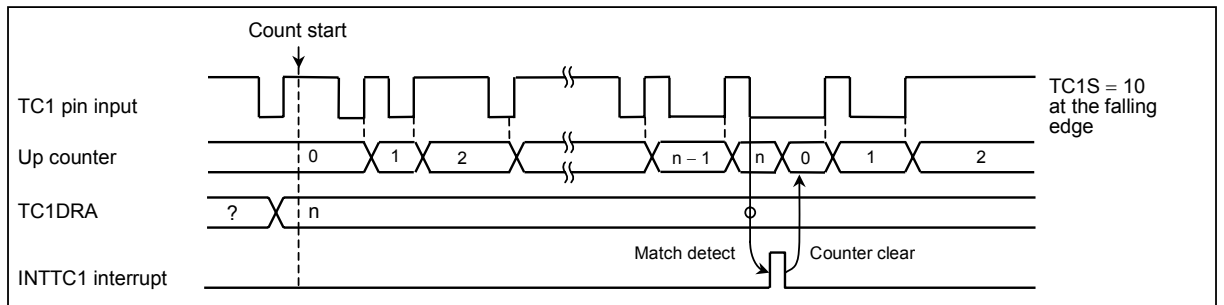 Count start
TC1 pin input
TC1S = 10
at the falling
edge
Up counter
0 1 2 n − 1 n 0 1 2
TC1DRA
? n
Match detect Counter clear
INTTC1 interrupt